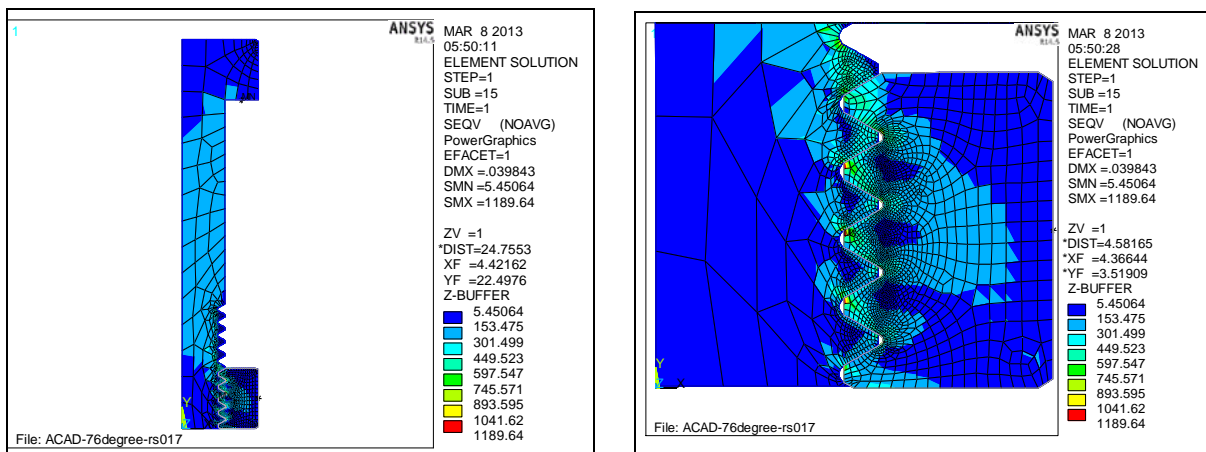 1
ANSYS
R14.5
MAR 8 2013
05:50:11
ELEMENT SOLUTION
STEP=1
SUB =15
TIME=1
SEQV (NOAVG)
PowerGraphics
EFACET=1
DMX =.039843
SMN =5.45064
SMX =1189.64
ZV =1
*DIST=24.7553
XF =4.42162
YF =22.4976
Z-BUFFER
5.45064
153.475
301.499
449.523
597.547
745.571
893.595
1041.62
1189.64
MN
Y
X
File: ACAD-76degree-rs017
1
ANSYS
R14.5
MAR 8 2013
05:50:28
ELEMENT SOLUTION
STEP=1
SUB =15
TIME=1
SEQV (NOAVG)
PowerGraphics
EFACET=1
DMX =.039843
SMN =5.45064
SMX =1189.64
ZV =1
*DIST=4.58165
*XF =4.36644
*YF =3.51909
Z-BUFFER
5.45064
153.475
301.499
449.523
597.547
745.571
893.595
1041.62
1189.64
Y
X
File: ACAD-76degree-rs017